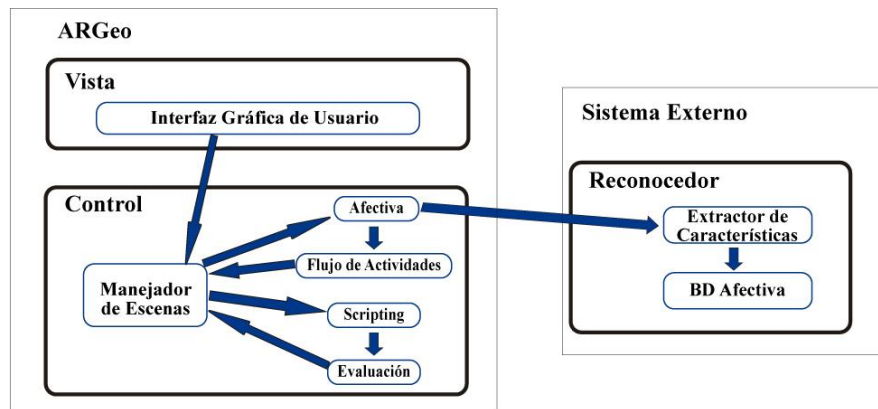 ARGeo
Vista
Interfaz Gráfica de Usuario
Control
Afectiva
Flujo de Actividades
Manejador
de Escenas
Scripting
Evaluación
Sistema Externo
Reconocedor
Extractor de
Características
BD Afectiva